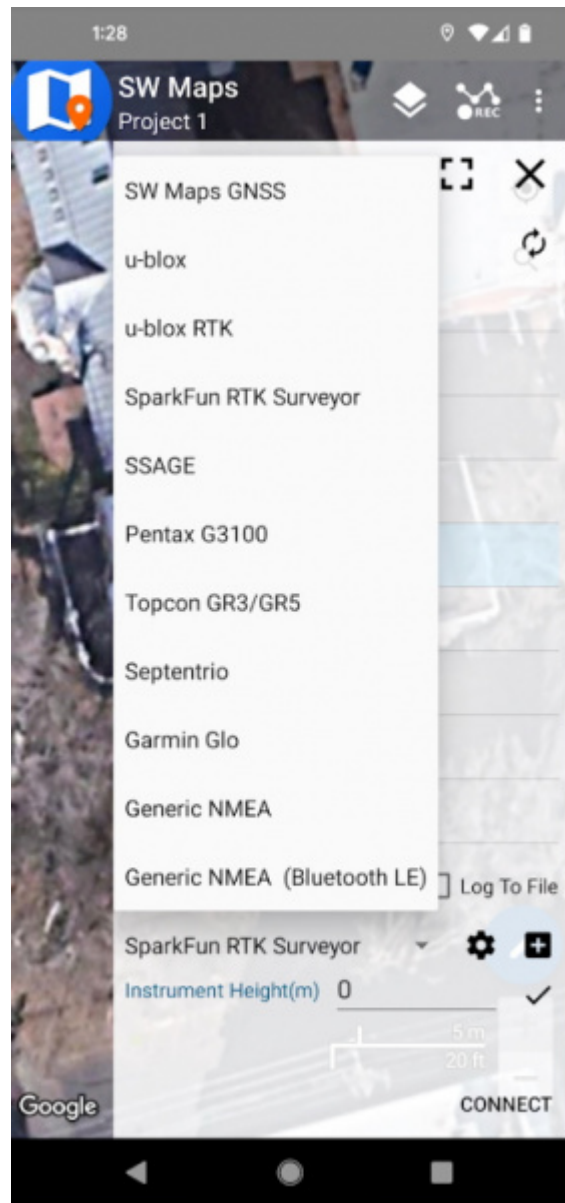 1:28
SW Maps
Project 1
REC
SW Maps GNSS
u-blox
u-blox RTK
SparkFun RTK Surveyor
SSAGE
Pentax G3100
Topcon GR3/GR5
Septentrio
Garmin Glo
Generic NMEA
Generic NMEA (Bluetooth LE)
Log To File
SparkFun RTK Surveyor
Instrument Height(m) 0
5 m
20 ft
Google
CONNECT